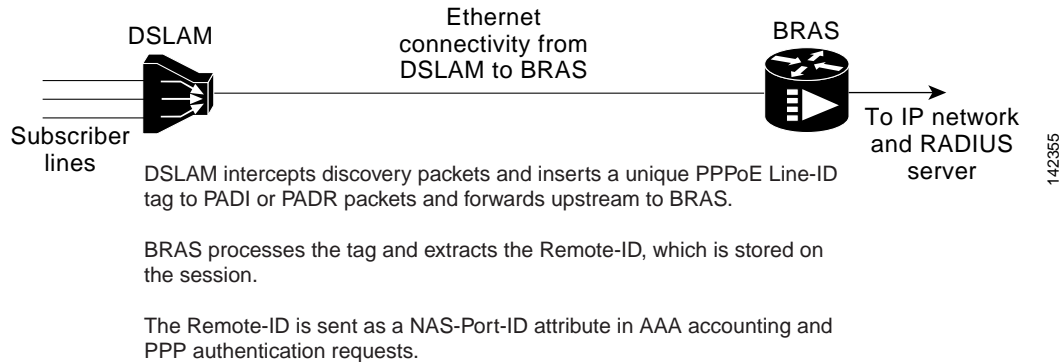 DSLAM
Ethernet
connectivity from
DSLAM to BRAS
BRAS
Subscriber
lines
To IP network
and RADIUS
server
142355
DSLAM intercepts discovery packets and inserts a unique PPPoE Line-ID
tag to PADI or PADR packets and forwards upstream to BRAS.
BRAS processes the tag and extracts the Remote-ID, which is stored on
the session.
The Remote-ID is sent as a NAS-Port-ID attribute in AAA accounting and
PPP authentication requests.